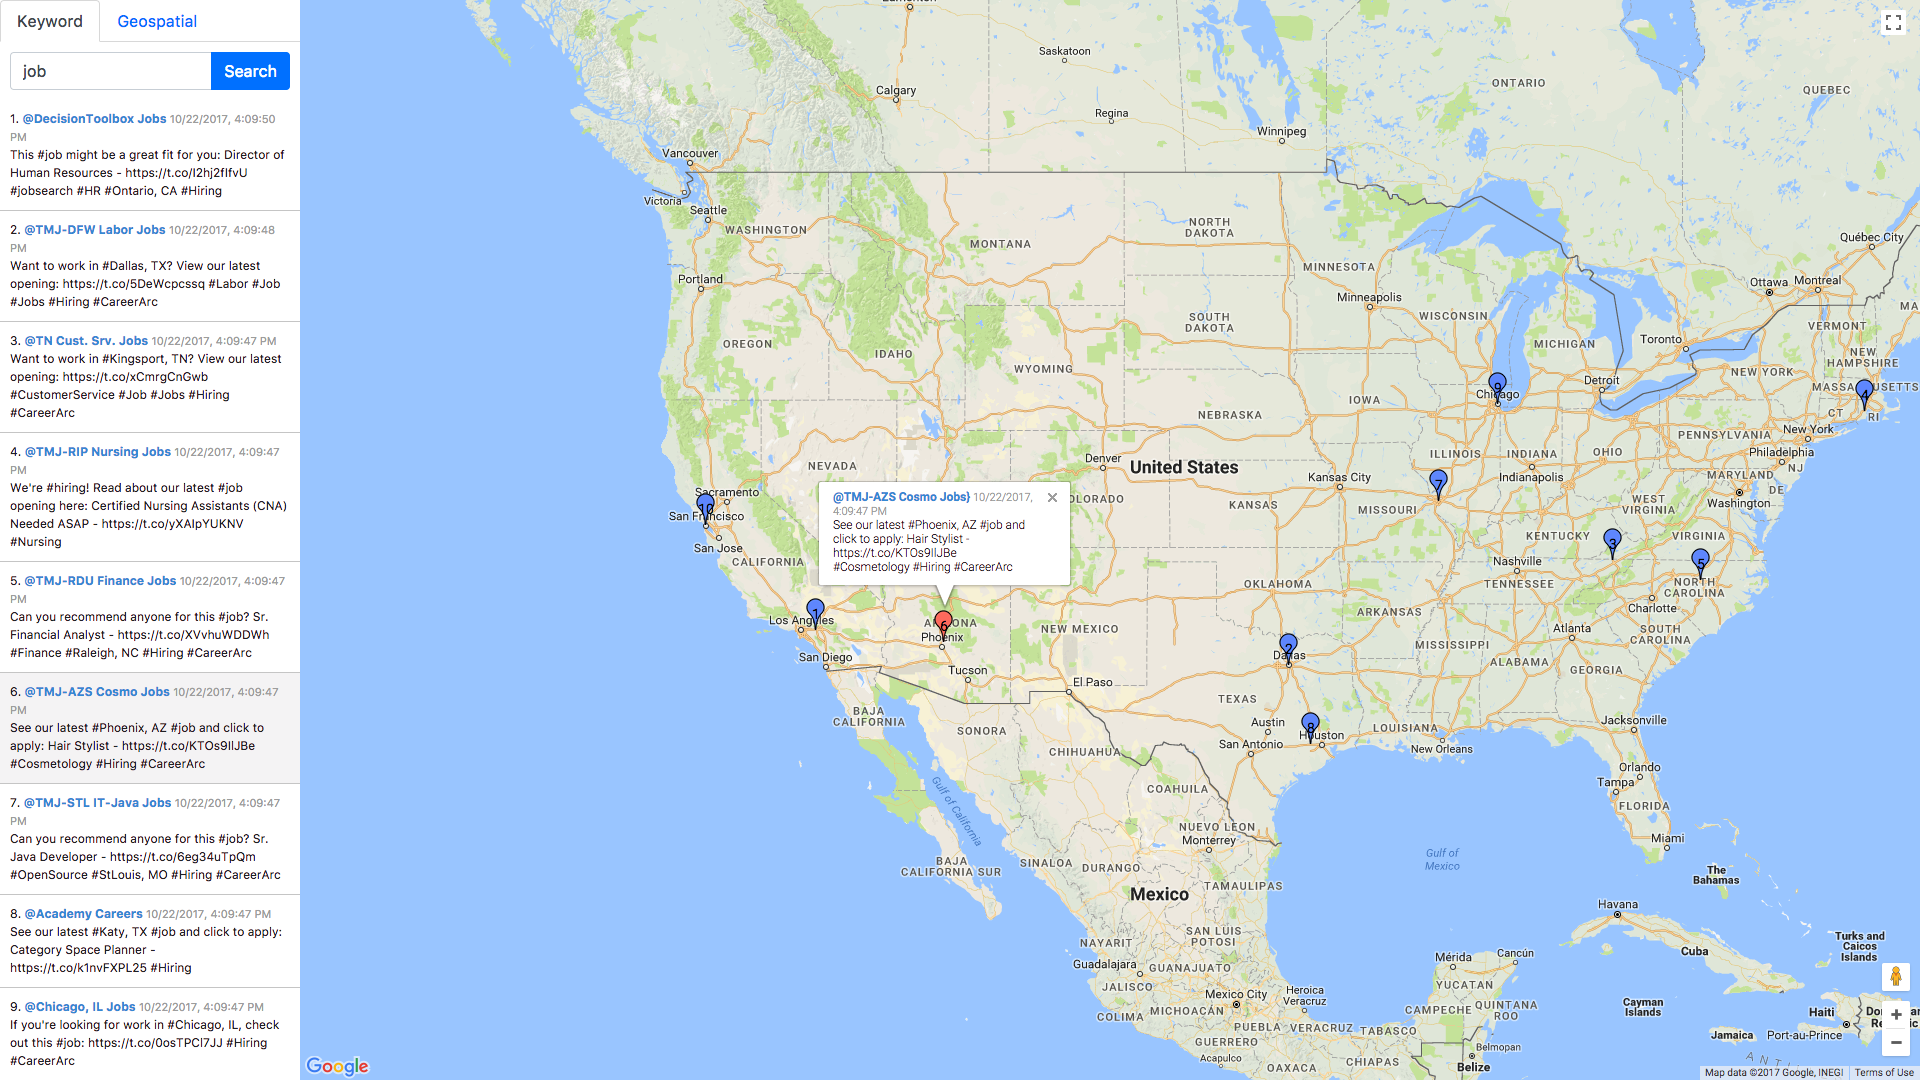 Keyword
Geospatial
job
Search
1. @DecisionToolbox Jobs 10/22/2017, 4:09:50
PM
This #job might be a great fit for you: Director of
Human Resources - https://t.co/I2hj2fIfvU
#jobsearch #HR #Ontario, CA #Hiring
2. @TMJ-DFW Labor Jobs 10/22/2017, 4:09:48
PM
Want to work in #Dallas, TX? View our latest
opening: https://t.co/5DeWcpcssq #Labor #Job
#Jobs #Hiring #CareerArc
3. @TN Cust. Srv. Jobs 10/22/2017, 4:09:47 PM
Want to work in #Kingsport, TN? View our latest
opening: https://t.co/xCmrgCnGwb
#CustomerService #Job #Jobs #Hiring
#CareerArc
4. @TMJ-RIP Nursing Jobs 10/22/2017, 4:09:47
PM
We're #hiring! Read about our latest #job
opening here: Certified Nursing Assistants (CNA)
Needed ASAP - https://t.co/yXAIpYUKNV
#Nursing
5. @TMJ-RDU Finance Jobs 10/22/2017, 4:09:47
PM
Can you recommend anyone for this #job? Sr.
Financial Analyst - https://t.co/XVvhuWDDWh
#Finance #Raleigh, NC #Hiring #CareerArc
6. @TMJ-AZS Cosmo Jobs 10/22/2017, 4:09:47
PM
See our latest #Phoenix, AZ #job and click to
apply: Hair Stylist - https://t.co/KTOs9IlJBe
#Cosmetology #Hiring #CareerArc
7. @TMJ-STL IT-Java Jobs 10/22/2017, 4:09:47
PM
Can you recommend anyone for this #job? Sr.
Java Developer - https://t.co/6eg34uTpQm
#OpenSource #StLouis, MO #Hiring #CareerArc
8. @Academy Careers 10/22/2017, 4:09:47 PM
See our latest #Katy, TX #job and click to apply:
Category Space Planner -
https://t.co/k1nvFXPL25 #Hiring
9. @Chicago, IL Jobs 10/22/2017, 4:09:47 PM
If you're looking for work in #Chicago, IL, check
out this #job: https://t.co/0osTPCl7JJ #Hiring
#CareerArc
Saskatoon
Calgary
Regina
Winnipeg
ONTARIO
QUEBEC
Vancouver
Victoria
Seattle
WASHINGTON
MONTANA
NORTH
DAKOTA
MINNESOTA
Québec City
Ottawa
Montreal
Portland
Minneapolis
WISCONSIN
SOUTH
DAKOTA
VERMONT
OREGON
IDAHO
MICHIGAN
Toronto
NEW
HAMPSHIRE
WYOMING
NEW YORK
Detroit
9
Chicago
MASSACHUSETTS
4
CT
RI
IOWA
NEBRASKA
New York
PENNSYLVANIA
Philadelphia
ILLINOIS
INDIANA
OHIO
NJ
NEVADA
Denver
United States
Indianapolis
MARYLAND
DE
Kansas City
Washington
7
Sacramento
10
San Francisco
@TMJ-AZS Cosmo Jobs} 10/22/2017,
4:09:47 PM
See our latest #Phoenix, AZ #job and
click to apply: Hair Stylist -
https://t.co/KTOs9IlJBe
#Cosmetology #Hiring #CareerArc
OLORADO
KANSAS
MISSOURI
WEST
VIRGINIA
KENTUCKY
3
VIRGINIA
San Jose
CALIFORNIA
Nashville
TENNESSEE
5
NORTH
CAROLINA
OKLAHOMA
ARKANSAS
Charlotte
1
Los Angeles
6
ARIZONA
Phoenix
NEW MEXICO
Atlanta
SOUTH
CAROLINA
MISSISSIPPI
2
Dallas
San Diego
ALABAMA
GEORGIA
Tucson
El Paso
TEXAS
BAJA
CALIFORNIA
SONORA
Austin
8
Houston
LOUISIANA
Jacksonville
San Antonio
New Orleans
CHIHUAHUA
Orlando
Tampa
Gulf of California
COAHUILA
FLORIDA
NUEVO LEON
Monterrey
Miami
BAJA
CALIFORNIA SUR
SINALOA
DURANGO
Gulf of
Mexico
The
Bahamas
Mexico
TAMAULIPAS
Havana
SAN LUIS
POTOSI
NAYARIT
Turks and
Caicos
Islands
Cuba
Guadalajara
GUANAJUATO
Mérida
Cancún
JALISCO
YUCATAN
Mexico City
Heroica
Veracruz
COLIMA
MICHOACÁN
CAMPECHE
QUINTANA
ROO
Cayman
Islands
Haiti
PUEBLA
VERACRUZ
TABASCO
Jamaica
Port-au-Prince
GUERRERO
Acapulco
OAXACA
CHIAPAS
Belmopan
Belize
Google
Map data ©2017 Google, INEGI
Terms of Use